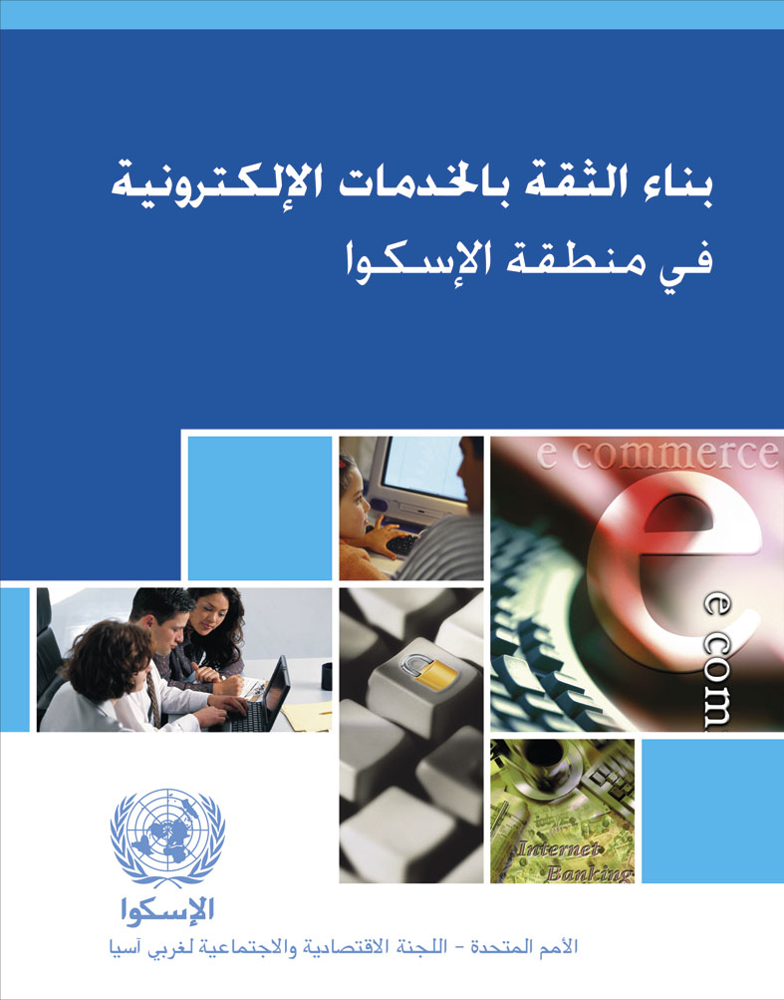 بناء الثقة بالخدمات الإلكترونية
في منطقة الإسكوا
e commerce
e
e com
Internet
Banking
الإسكوا
الأمم المتحدة - اللجنة الاقتصادية والاجتماعية لغربي آسيا